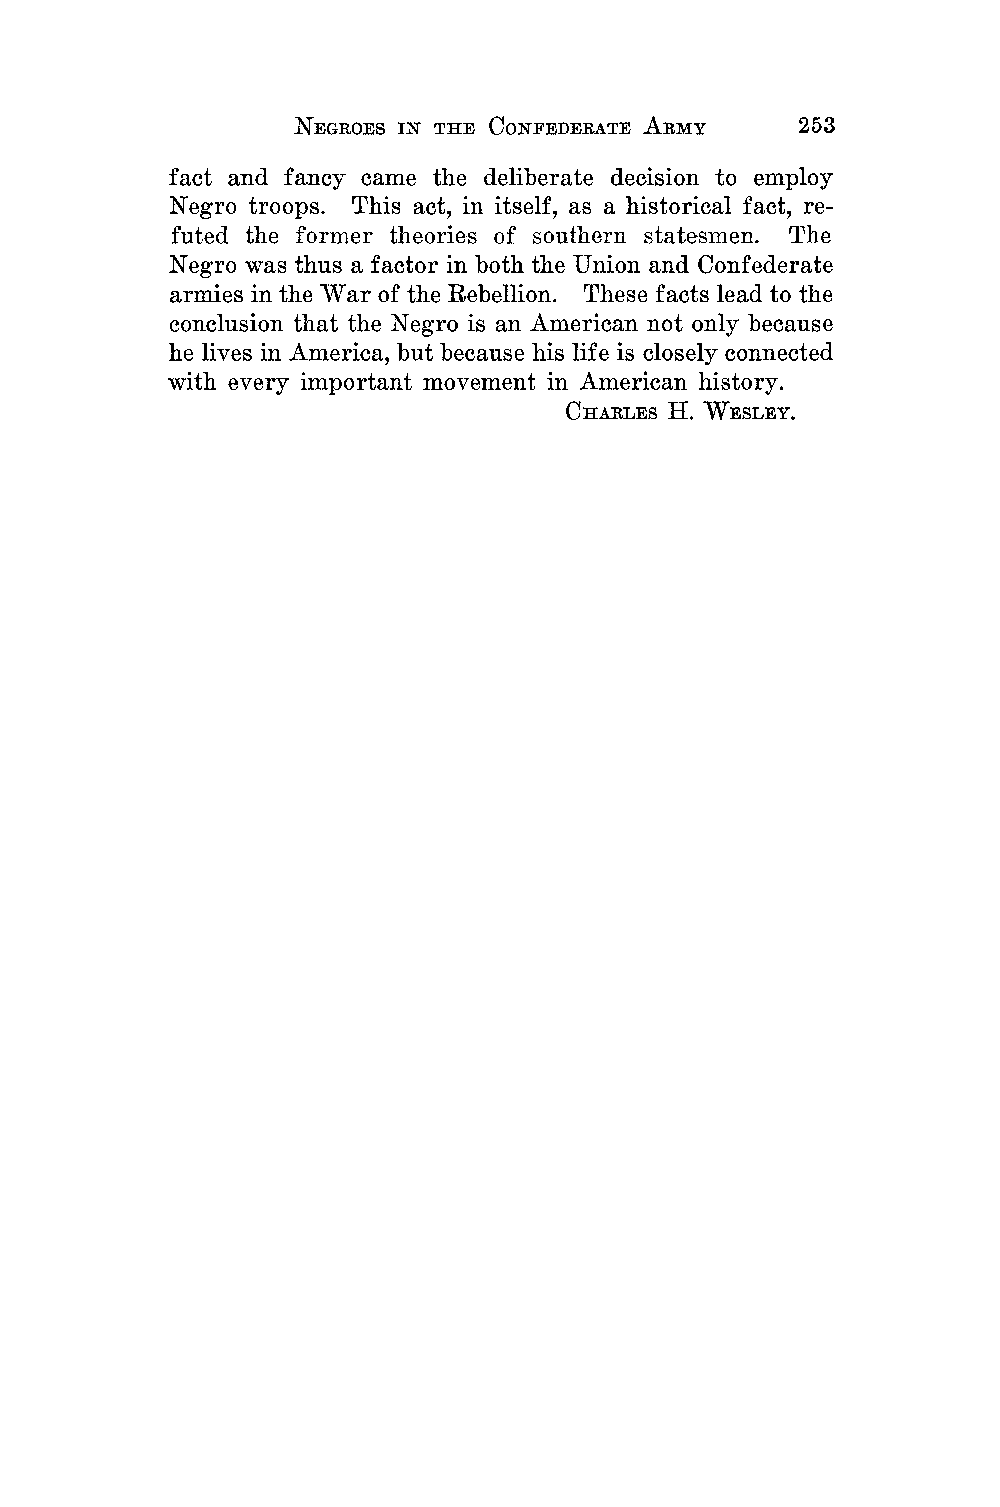 Negroes in the Confederate Army 253
fact and fancy came the deliberate decision to employ
Negro troops. This act, in itself, as a historical fact, re-
futed the former theories of southern statesmen. The
Negro was thus a factor in both the Union and Confederate
armies in the War of the Rebellion. These facts lead to the
conclusion that the Negro is an American not only because
he lives in America, but because his life is closely connected
with every important movement in American history.
Charles H. Wesley.